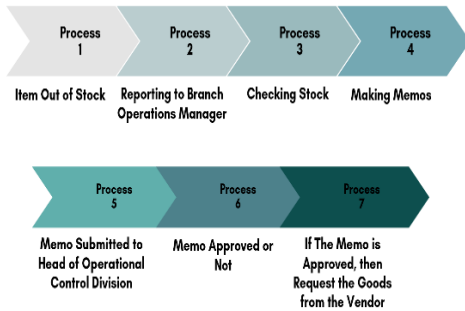 Process
1
Process
2
Process
3
Process
4
Item Out of Stock
Reporting to Branch
Operations Manager
Checking Stock
Making Memos
Process
5
Process
6
Process
7
Memo Submitted to
Head of Operational
Control Division
Memo Approved or
Not
If The Memo is
Approved, then
Request the Goods
from the Vendor